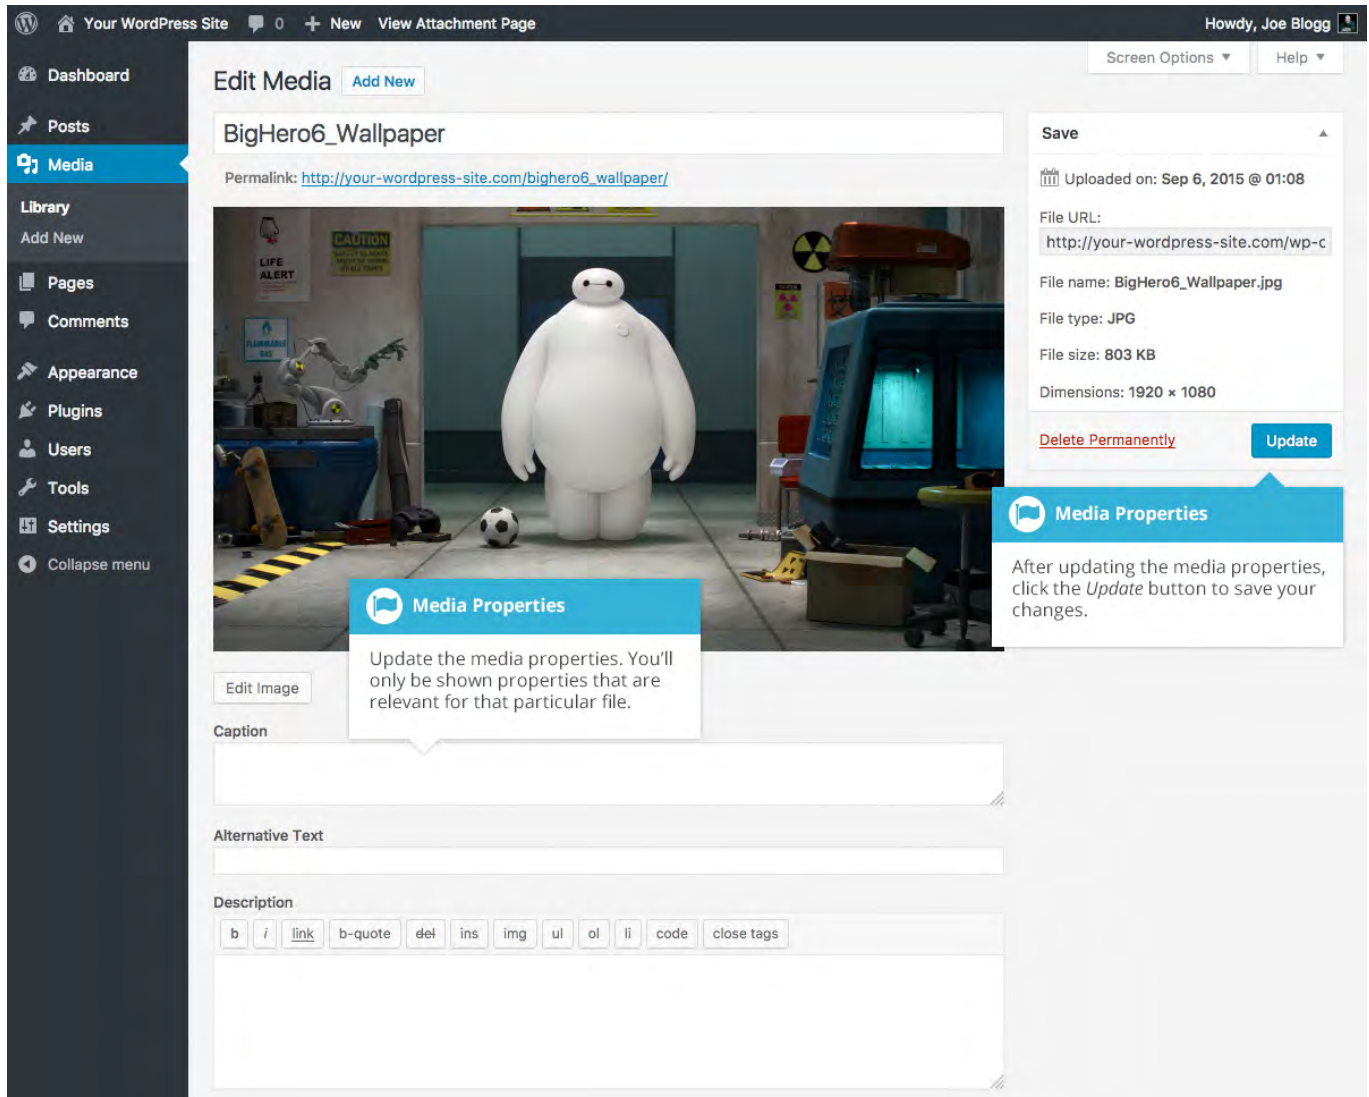 Your WordPress Site 0 + New View Attachment Page Howdy, Joe Blogg
Screen Options Help
Dashboard
Posts
Media
Library
Add New
Pages
Comments
Appearance
Plugins
Users
Tools
Settings
Collapse menu
Edit Media Add New
BigHero6_Wallpaper
Permalink: http://your-wordpress-site.com/bighero6_wallpaper/
LIFE
ALERT
CAUTION
FLAMMABLE
GAS
Save
Uploaded on: Sep 6, 2015 @ 01:08
File URL:
http://your-wordpress-site.com/wp-c
File name: BigHero6_Wallpaper.jpg
File type: JPG
File size: 803 KB
Dimensions: 1920 × 1080
Delete Permanently Update
Media Properties
After updating the media properties,
click the Update button to save your
changes.
Media Properties
Update the media properties. You'll
only be shown properties that are
relevant for that particular file.
Edit Image
Caption
Alternative Text
Description
b i link b-quote del ins img ul ol li code close tags